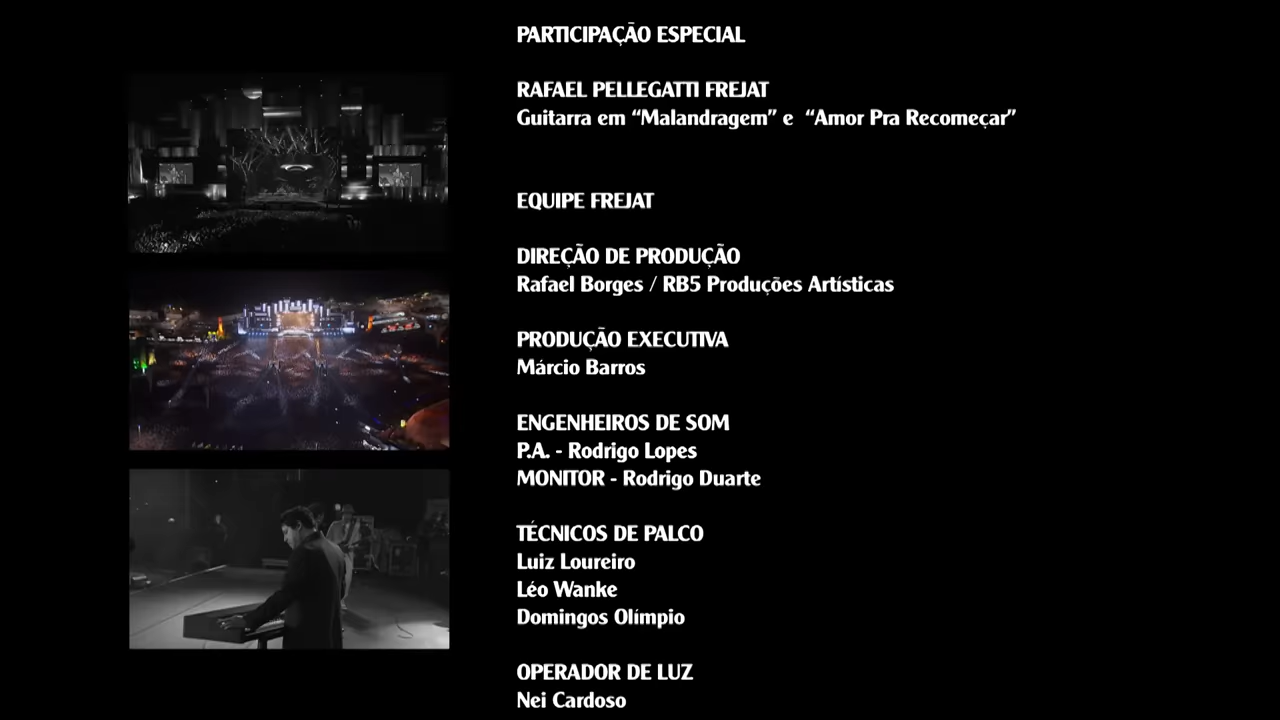 PARTICIPAÇÃO ESPECIAL
RAFAEL PELLEGATTI FREJAT
Guitarra em “Malandragem” e “Amor Pra Recomeçar”
EQUIPE FREJAT
DIREÇÃO DE PRODUÇÃO
Rafael Borges / RB5 Produções Artísticas
PRODUÇÃO EXECUTIVA
Márcio Barros
ENGENHEIROS DE SOM
P.A. - Rodrigo Lopes
MONITOR - Rodrigo Duarte
TÉCNICOS DE PALCO
Luiz Loureiro
Léo Wanke
Domingos Olímpio
OPERADOR DE LUZ
Nei Cardoso